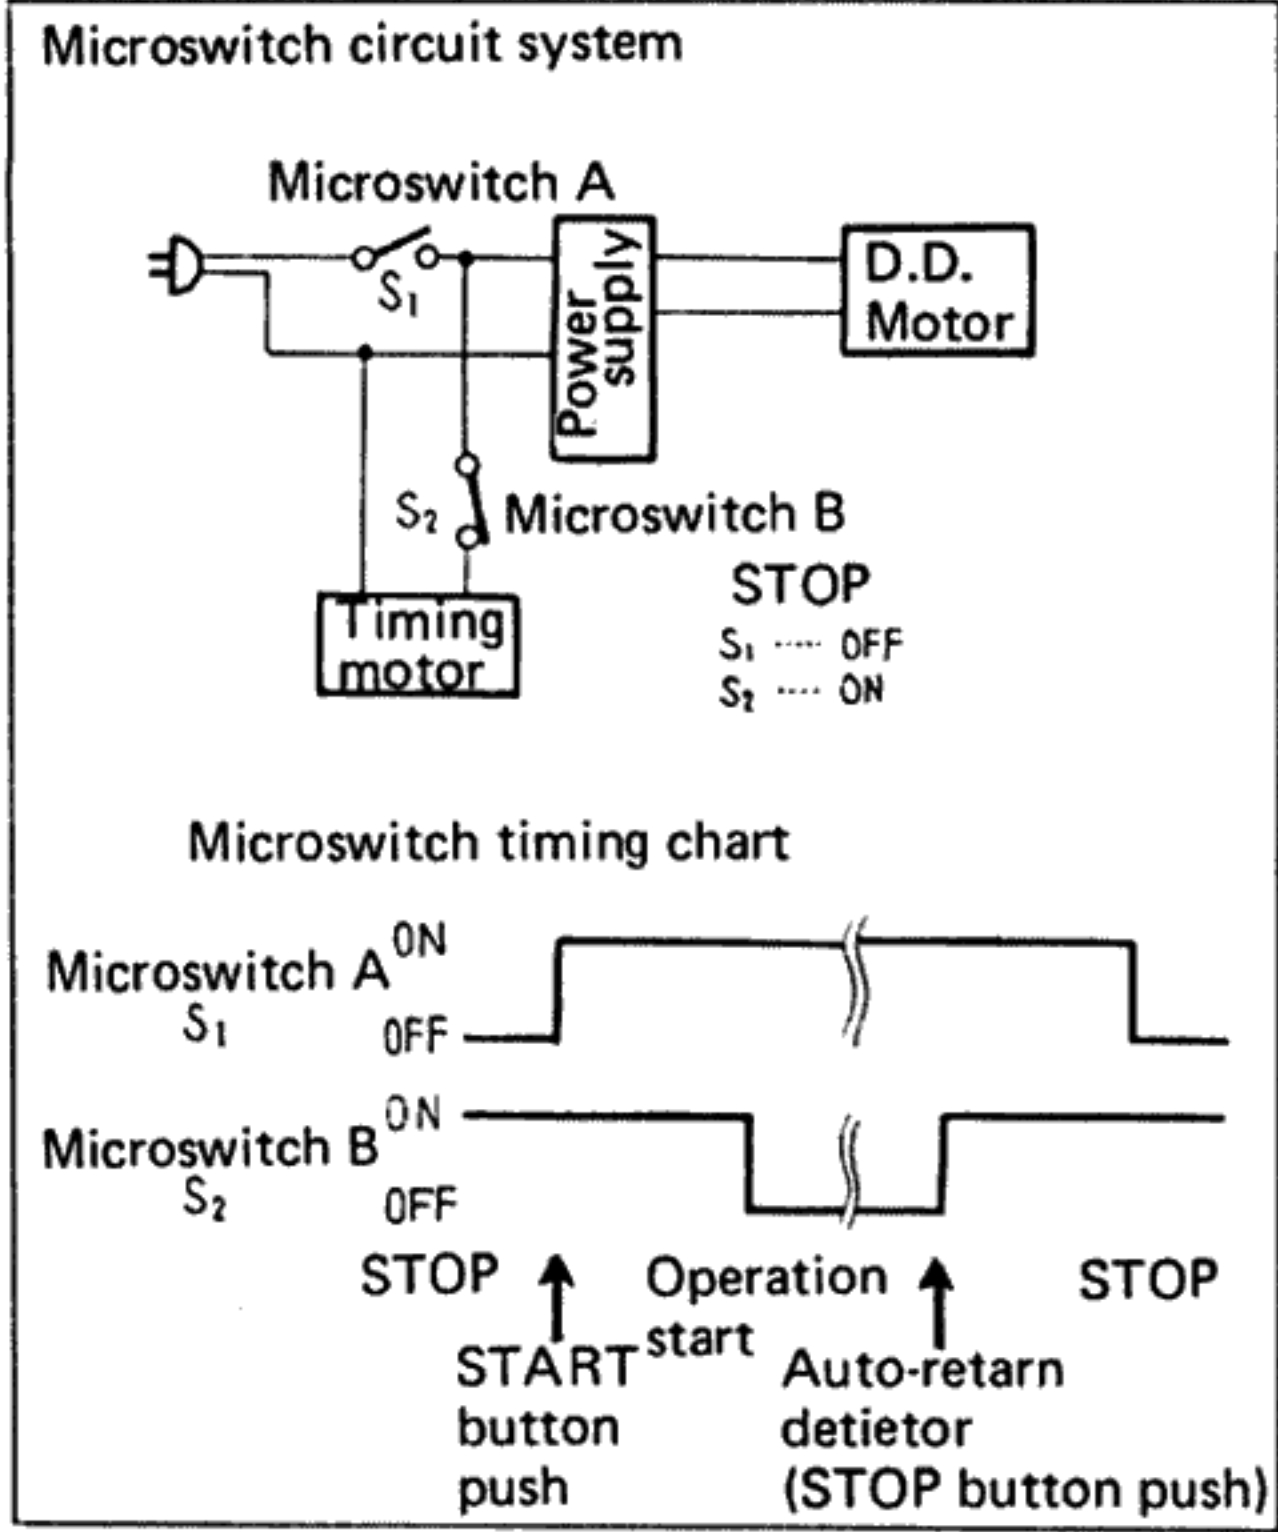 Microswitch circuit system
Microswitch A
S₁
Power
supply
D.D.
Motor
S₂ Microswitch B
Timing
motor
STOP
S₁ ····· OFF
S₂ ···· ON
Microswitch timing chart
Microswitch A ON
S₁ OFF
Microswitch B ON
S₂ OFF
STOP Operation STOP
start
START
button
push
Auto-retarn
detietor
(STOP button push)